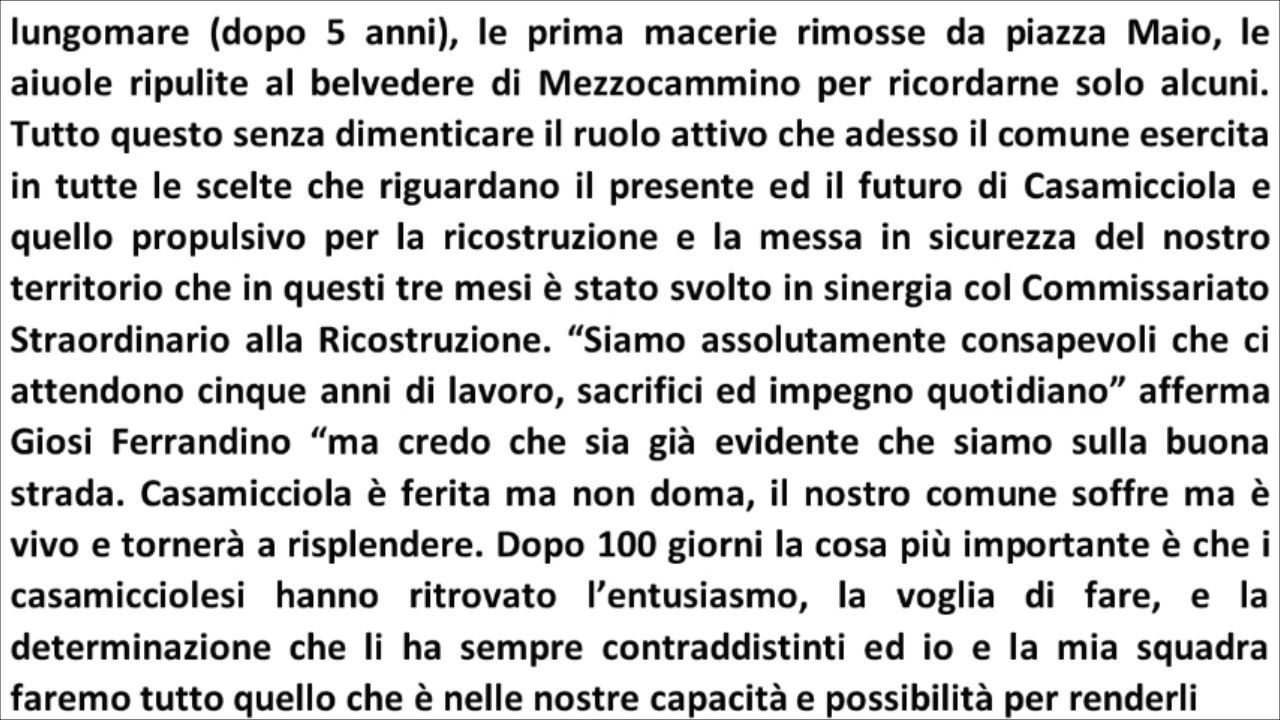 lungomare (dopo 5 anni), le prima macerie rimosse da piazza Maio, le
aiuole ripulite al belvedere di Mezzocammino per ricordarne solo alcuni.
Tutto questo senza dimenticare il ruolo attivo che adesso il comune esercita
in tutte le scelte che riguardano il presente ed il futuro di Casamicciola e
quello propulsivo per la ricostruzione e la messa in sicurezza del nostro
territorio che in questi tre mesi è stato svolto in sinergia col Commissariato
Straordinario alla Ricostruzione. “Siamo assolutamente consapevoli che ci
attendono cinque anni di lavoro, sacrifici ed impegno quotidiano” afferma
Giosi Ferrandino “ma credo che sia già evidente che siamo sulla buona
strada. Casamicciola è ferita ma non doma, il nostro comune soffre ma è
vivo e tornerà a risplendere. Dopo 100 giorni la cosa più importante è che i
casamicciolesi hanno ritrovato l’entusiasmo, la voglia di fare, e la
determinazione che li ha sempre contraddistinti ed io e la mia squadra
faremo tutto quello che è nelle nostre capacità e possibilità per renderli